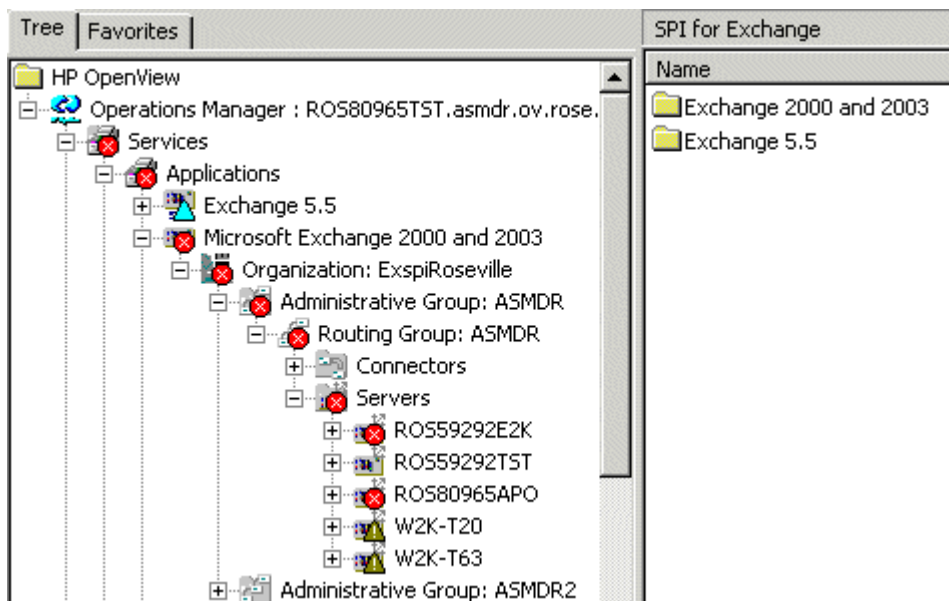 Tree
Favorites
HP OpenView
Operations Manager : ROS80965TST.asmdr.ov.rose.
Services
Applications
Exchange 5.5
Microsoft Exchange 2000 and 2003
Organization: ExspiRoseville
Administrative Group: ASMDR
Routing Group: ASMDR
Connectors
Servers
ROS59292E2K
ROS59292TST
ROS80965APO
W2K-T20
W2K-T63
Administrative Group: ASMDR2
SPI for Exchange
Name
Exchange 2000 and 2003
Exchange 5.5